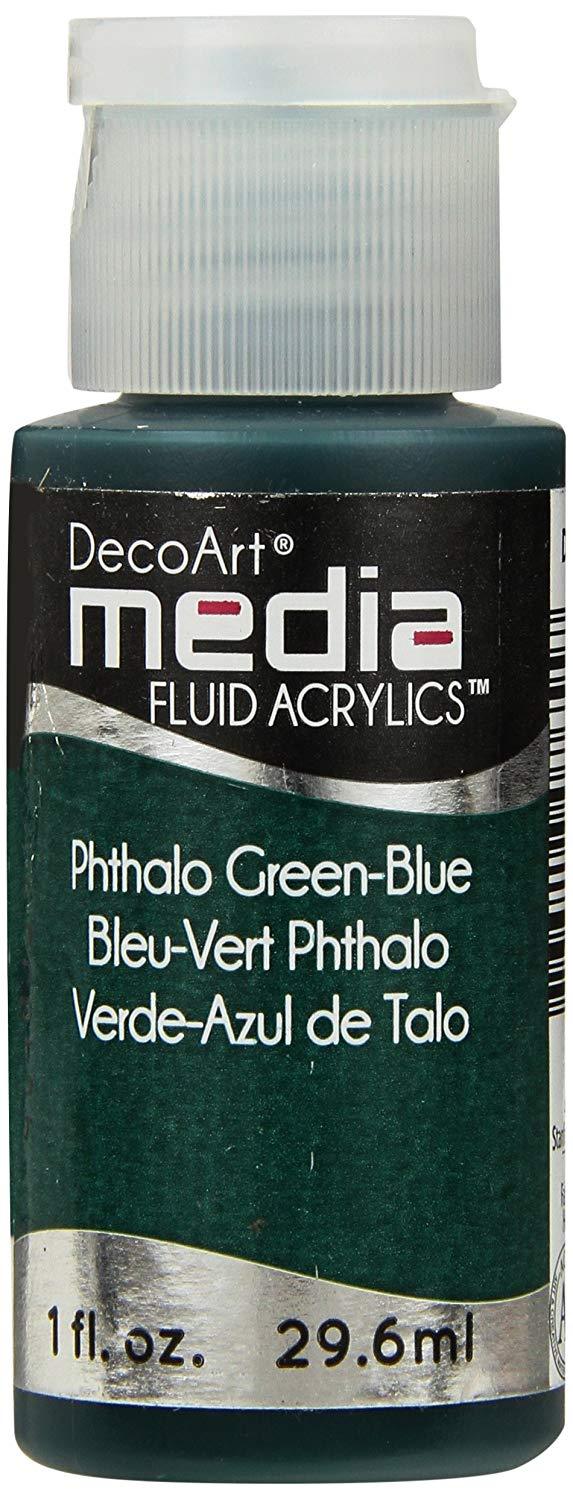 DecoArt®
media
FLUID ACRYLICS™
Phthalo Green-Blue
Bleu-Vert Phthalo
Verde-Azul de Talo
1 fl. oz. 29.6ml